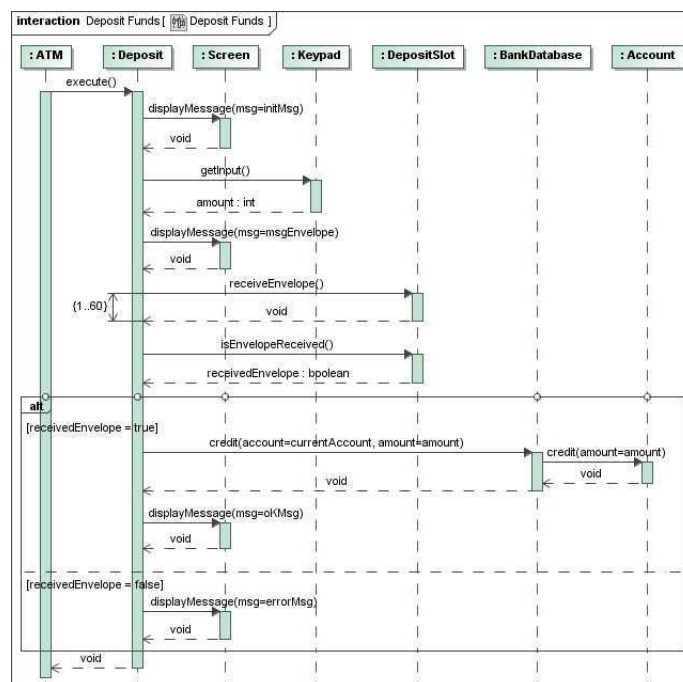 interaction Deposit Funds [ Deposit Funds ]
: ATM
: Deposit
: Screen
: Keypad
: DepositSlot
: BankDatabase
: Account
execute()
displayMessage(msg=initMsg)
void
getInput()
amount : int
displayMessage(msg=msgEnvelope)
void
receiveEnvelope()
{1..60}
void
isEnvelopeReceived()
receivedEnvelope : bpolean
alt
[receivedEnvelope = true]
credit(account=currentAccount, amount=amount)
credit(amount=amount)
void
void
displayMessage(msg=oKMsg)
void
[receivedEnvelope = false]
displayMessage(msg=errorMsg)
void
void